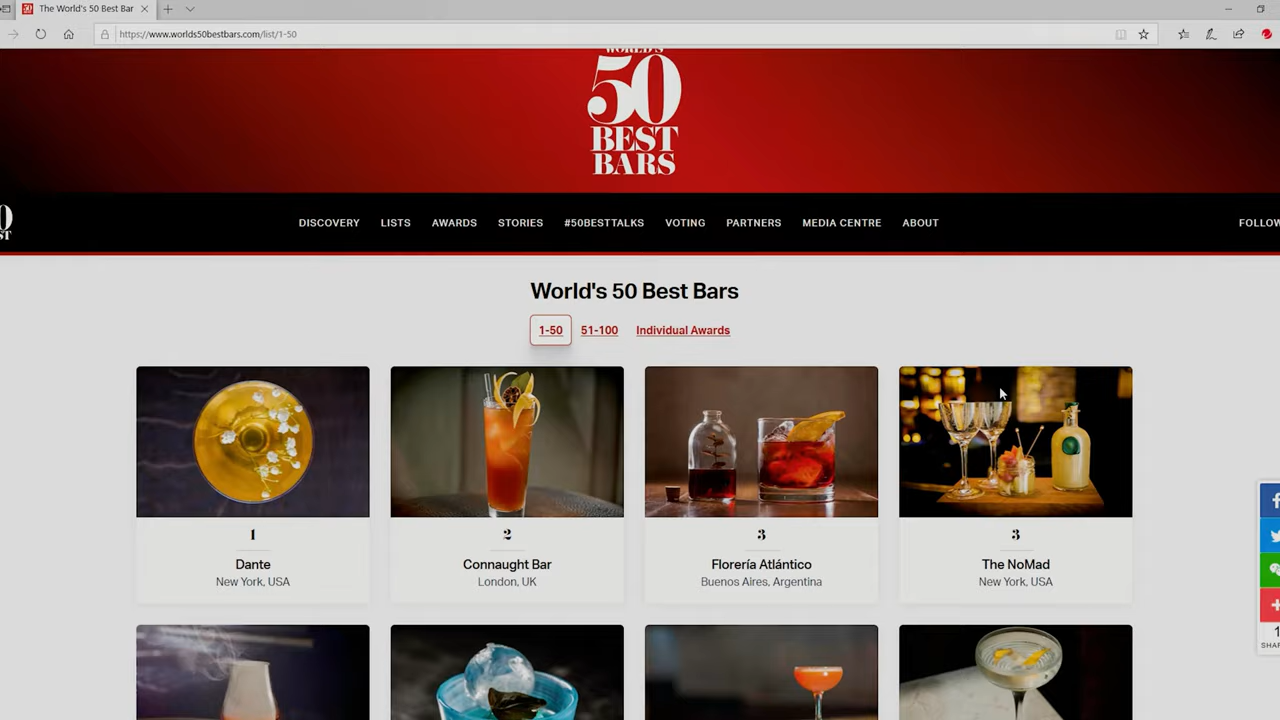 The World's 50 Best Bar
https://www.worlds50bestbars.com/list/1-50
WORLD'S
50
BEST
BARS
DISCOVERY LISTS AWARDS STORIES #50BESTTALKS VOTING PARTNERS MEDIA CENTRE ABOUT
World's 50 Best Bars
1-50 51-100 Individual Awards
1
Dante
New York, USA
2
Connaught Bar
London, UK
3
Florería Atlántico
Buenos Aires, Argentina
3
The NoMad
New York, USA